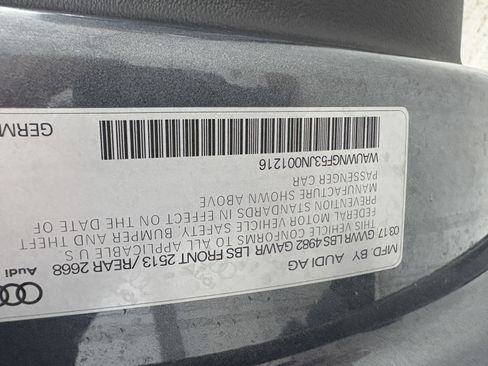 Audi
MFD. BY AUDI AG
03.17 GVWR LBS 4982 GAWR LBS FRONT 2513 /REAR 2668
THIS VEHICLE CONFORMS TO ALL APPLICABLE U S
FEDERAL MOTOR VEHICLE SAFETY, BUMPER AND THEFT
PREVENTION STANDARDS IN EFFECT ON THE DATE OF
MANUFACTURE SHOWN ABOVE
PASSENGER CAR
WAUWNGF53JN001216
GERM